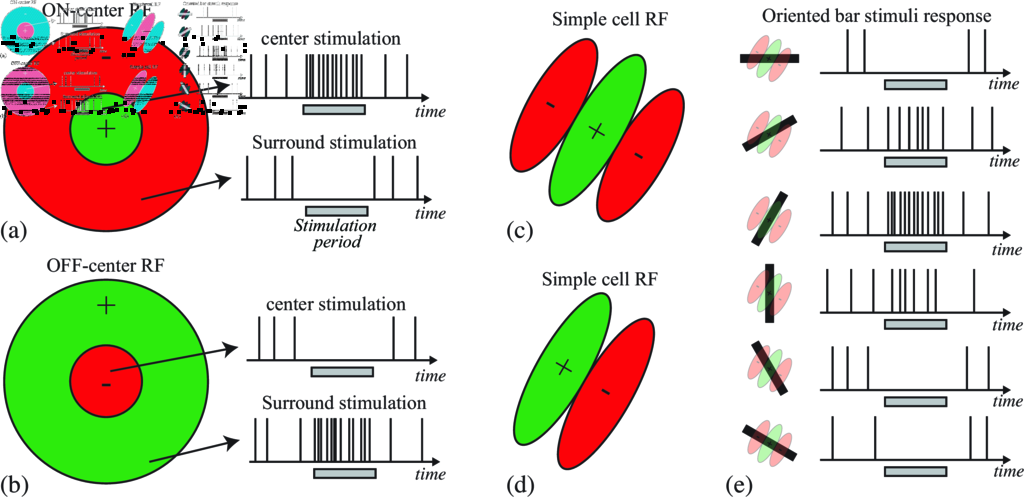 ON-center RF
center stimulation
+
time
Surround stimulation
time
Stimulation
period
(a)
OFF-center RF
+
-
center stimulation
time
Surround stimulation
time
(b)
Simple cell RF
-
+
-
(c)
Simple cell RF
+
-
(d)
Oriented bar stimuli response
time
time
time
time
time
time
(e)